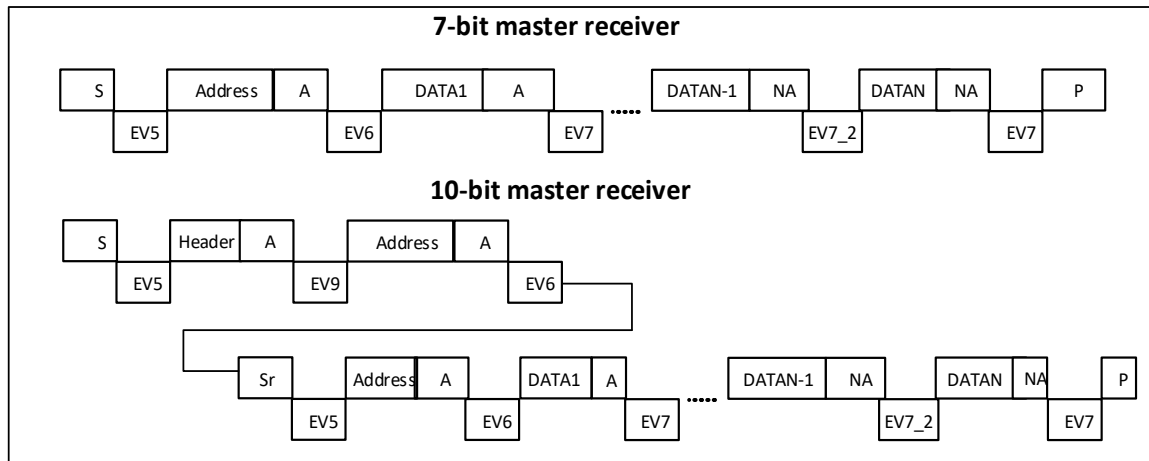 7-bit master receiver
S Address A DATA1 A DATAN-1 NA DATAN NA P
EV5 EV6 EV7 ..... EV7_2 EV7
10-bit master receiver
S Header A Address A
EV5 EV9 EV6
Sr Address A DATA1 A DATAN-1 NA DATAN NA P
EV5 EV6 EV7 ..... EV7_2 EV7